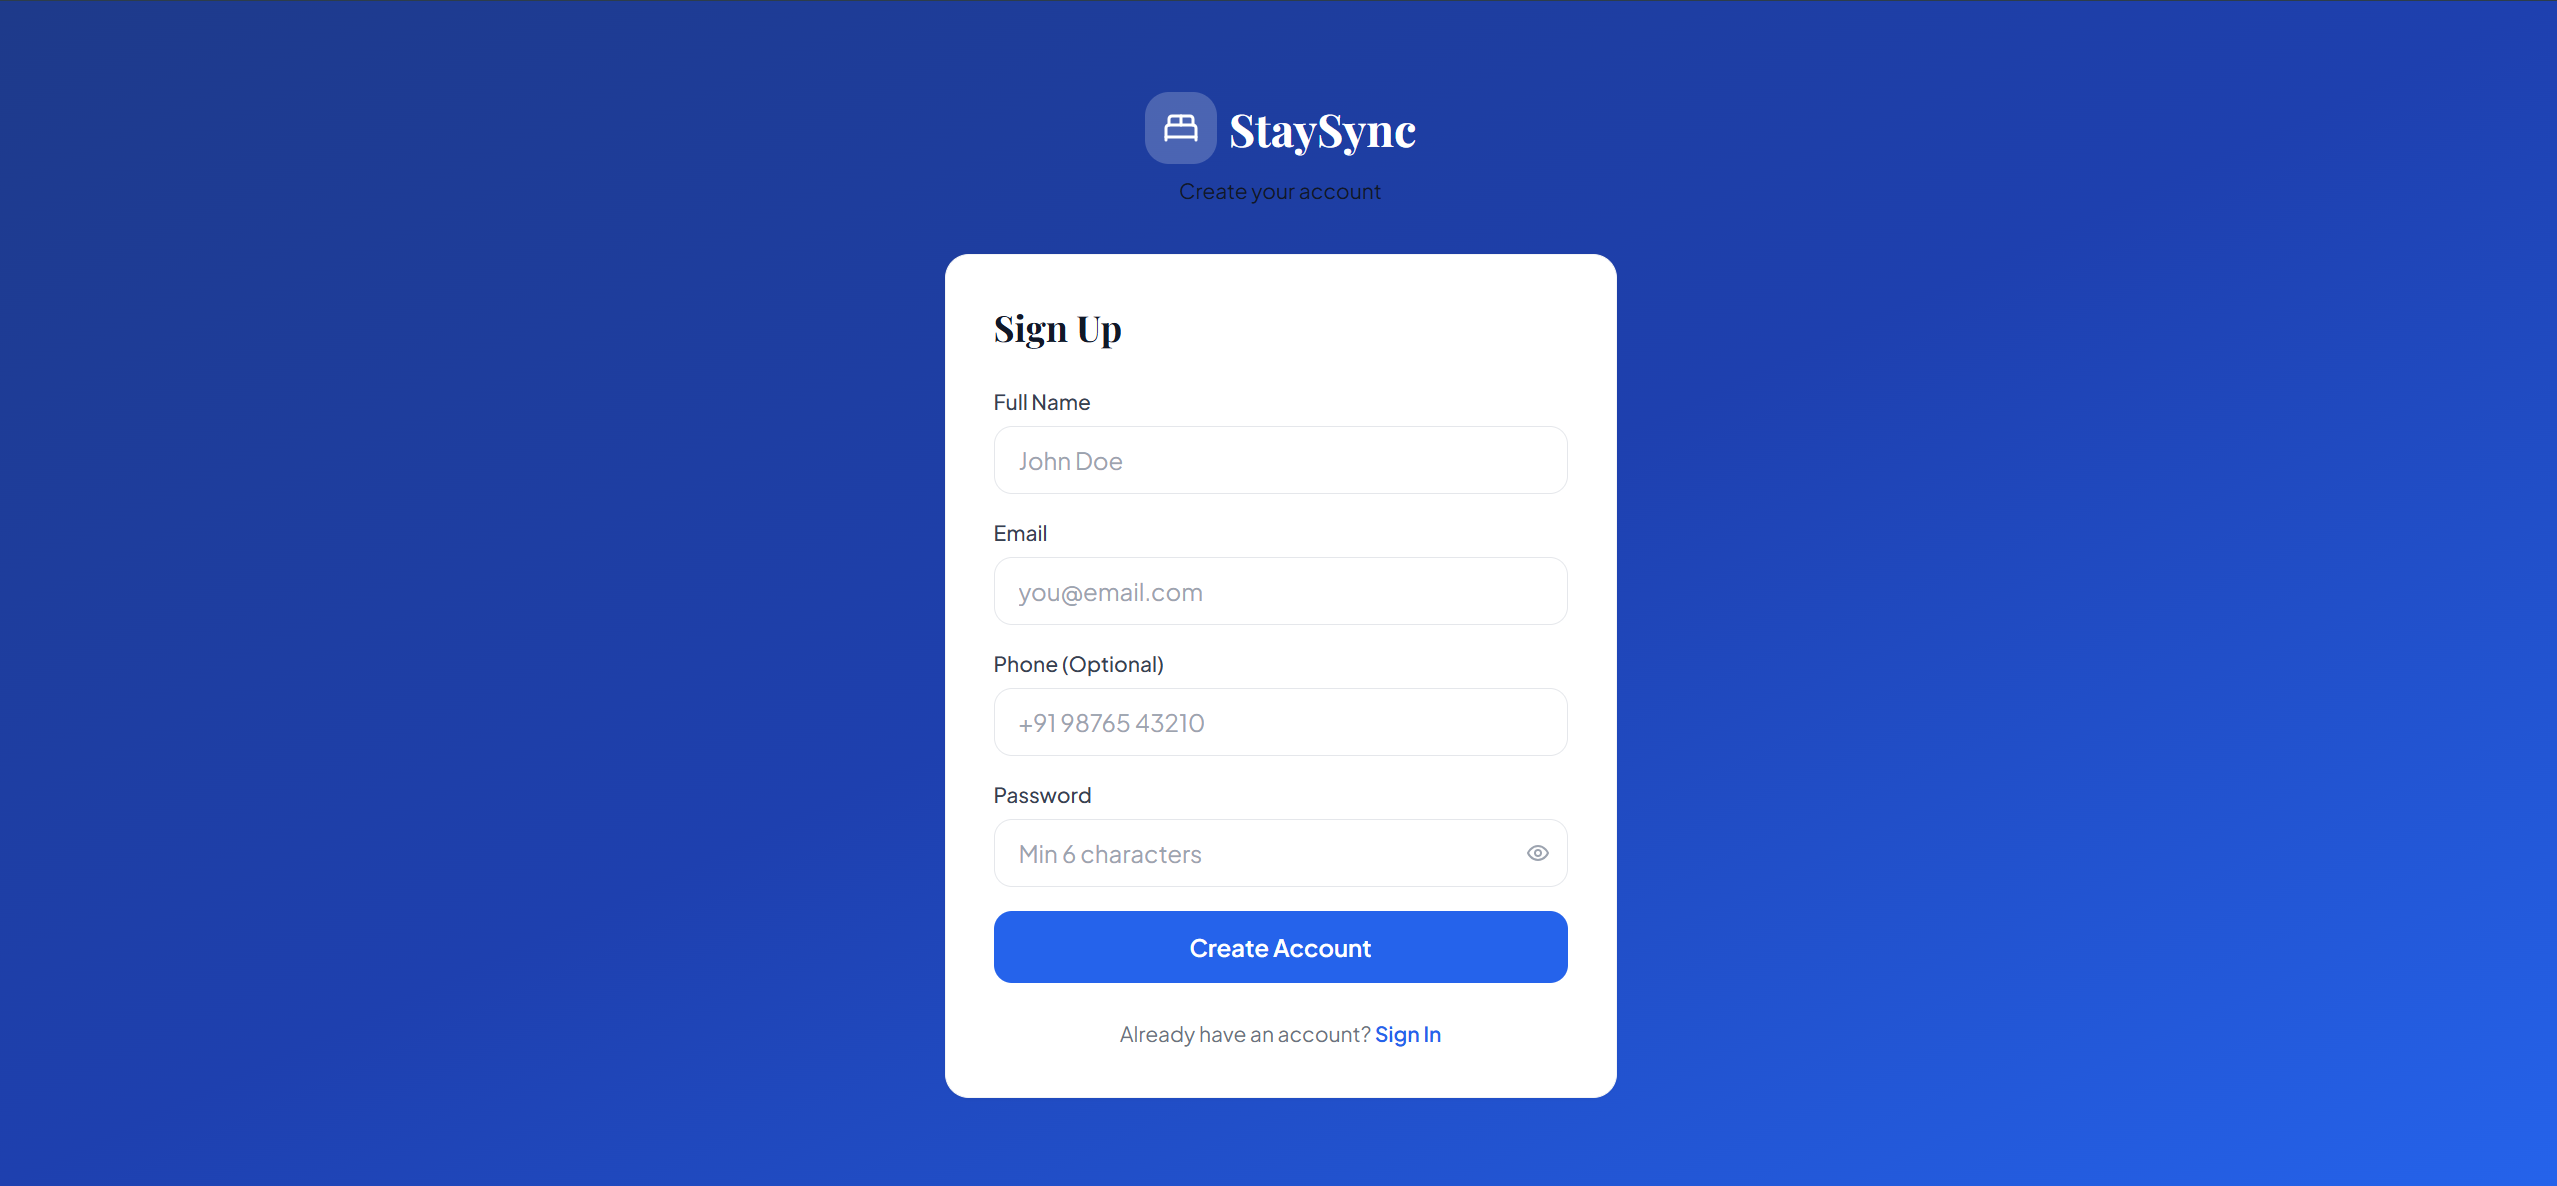 StaySync
Create your account
Sign Up
Full Name
John Doe
Email
you@email.com
Phone (Optional)
+91 98765 43210
Password
Min 6 characters
Create Account
Already have an account? Sign In